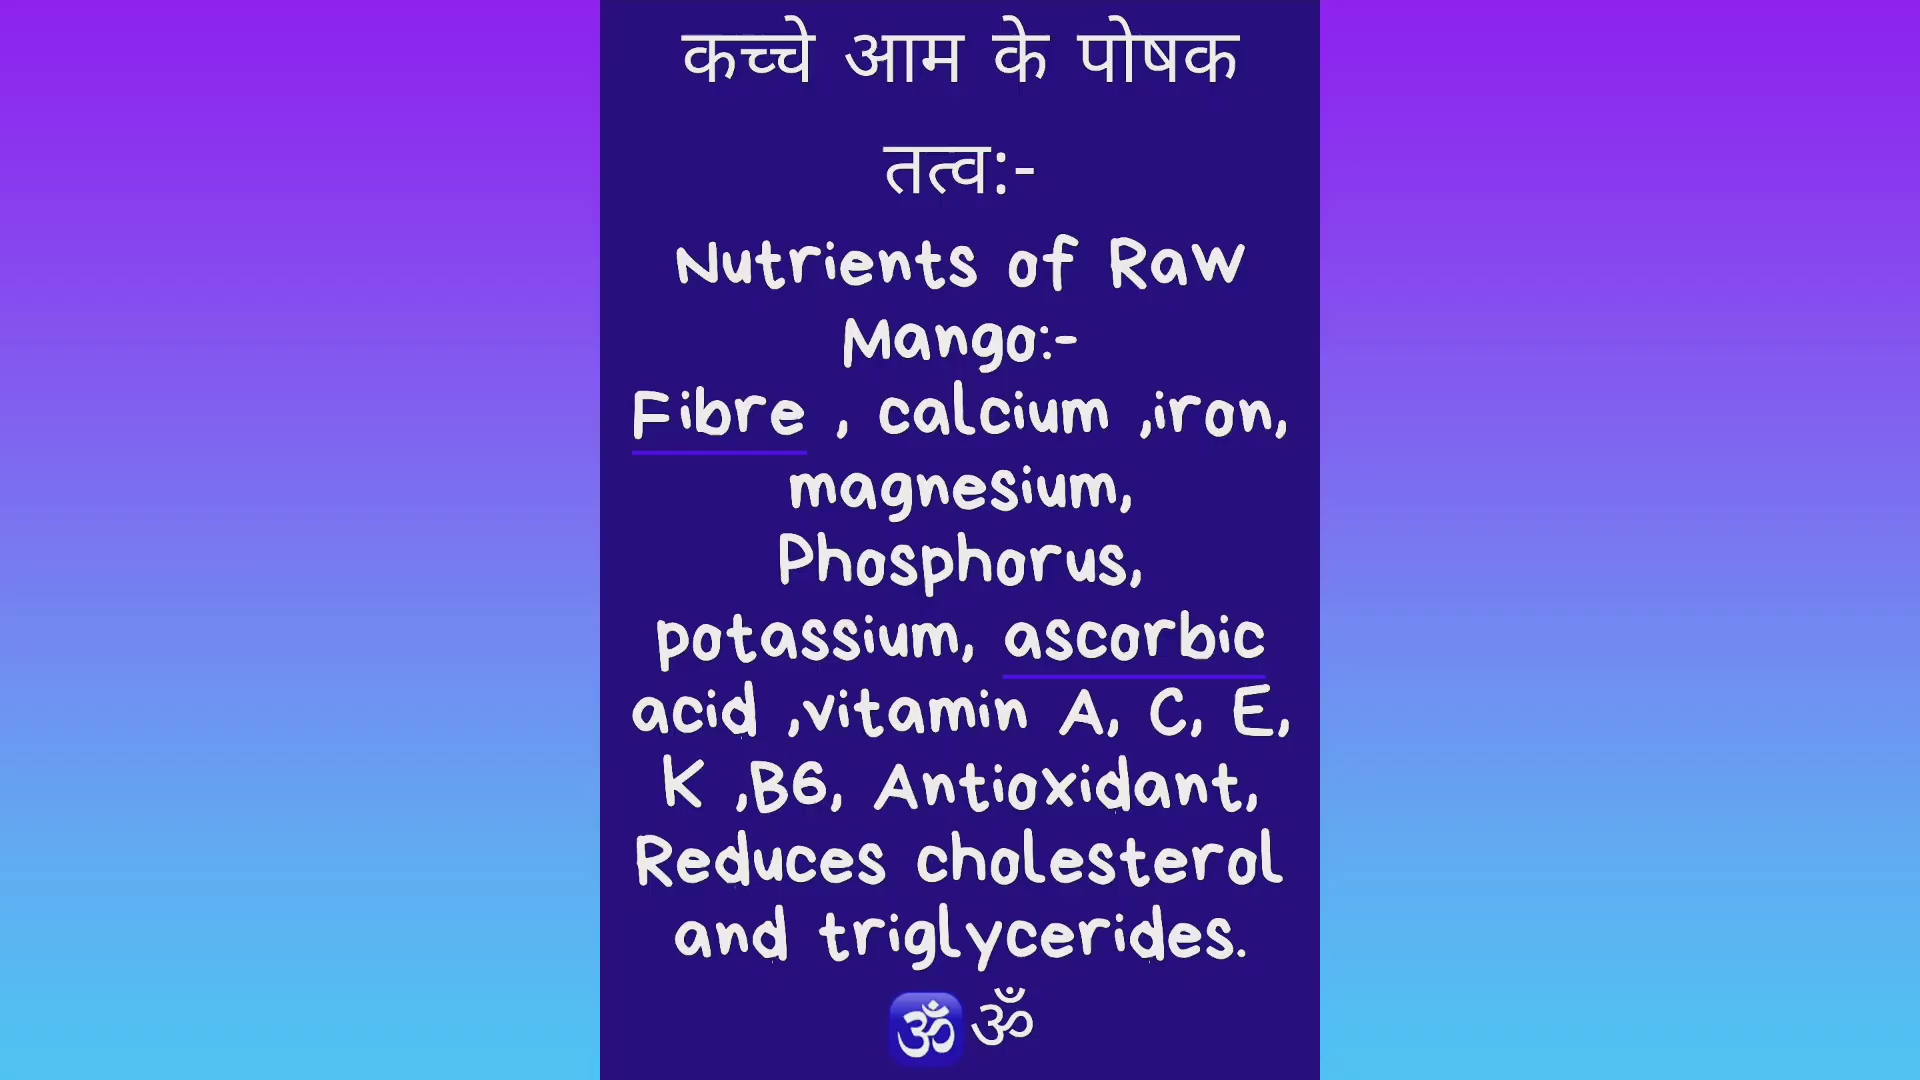 कच्चे आम के पोषक
तत्व:-
Nutrients of Raw
Mango:-
Fibre , calcium ,iron,
magnesium,
Phosphorus,
potassium, ascorbic
acid ,vitamin A, C, E,
K ,B6, Antioxidant,
Reduces cholesterol
and triglycerides.
🕉️ॐ